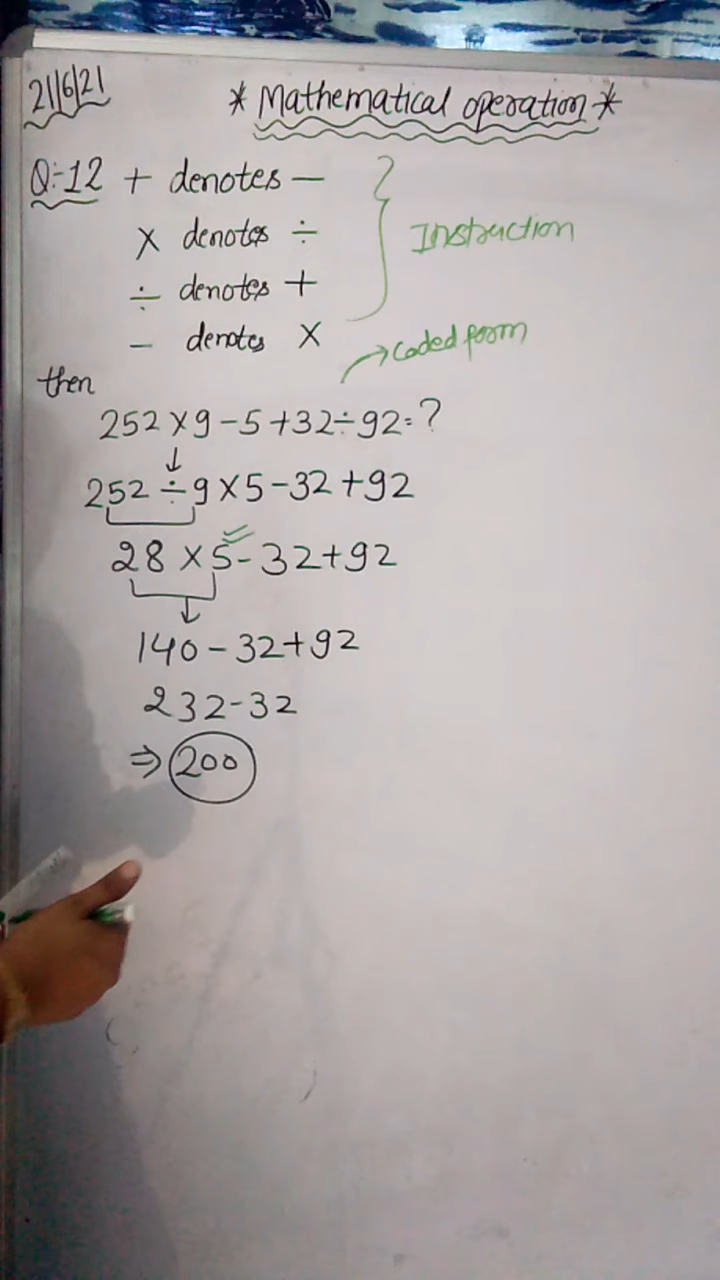 21/6/21
* Mathematical operation *
Q:-12 + denotes —
× denotes ÷
÷ denotes +
— denotes ×
Instruction
coded form
then
252 × 9 - 5 + 32 ÷ 92 = ?
↓
252 ÷ 9 × 5 - 32 + 92
28 × 5 - 32 + 92
↓
140 - 32 + 92
232 - 32
⇒ 200